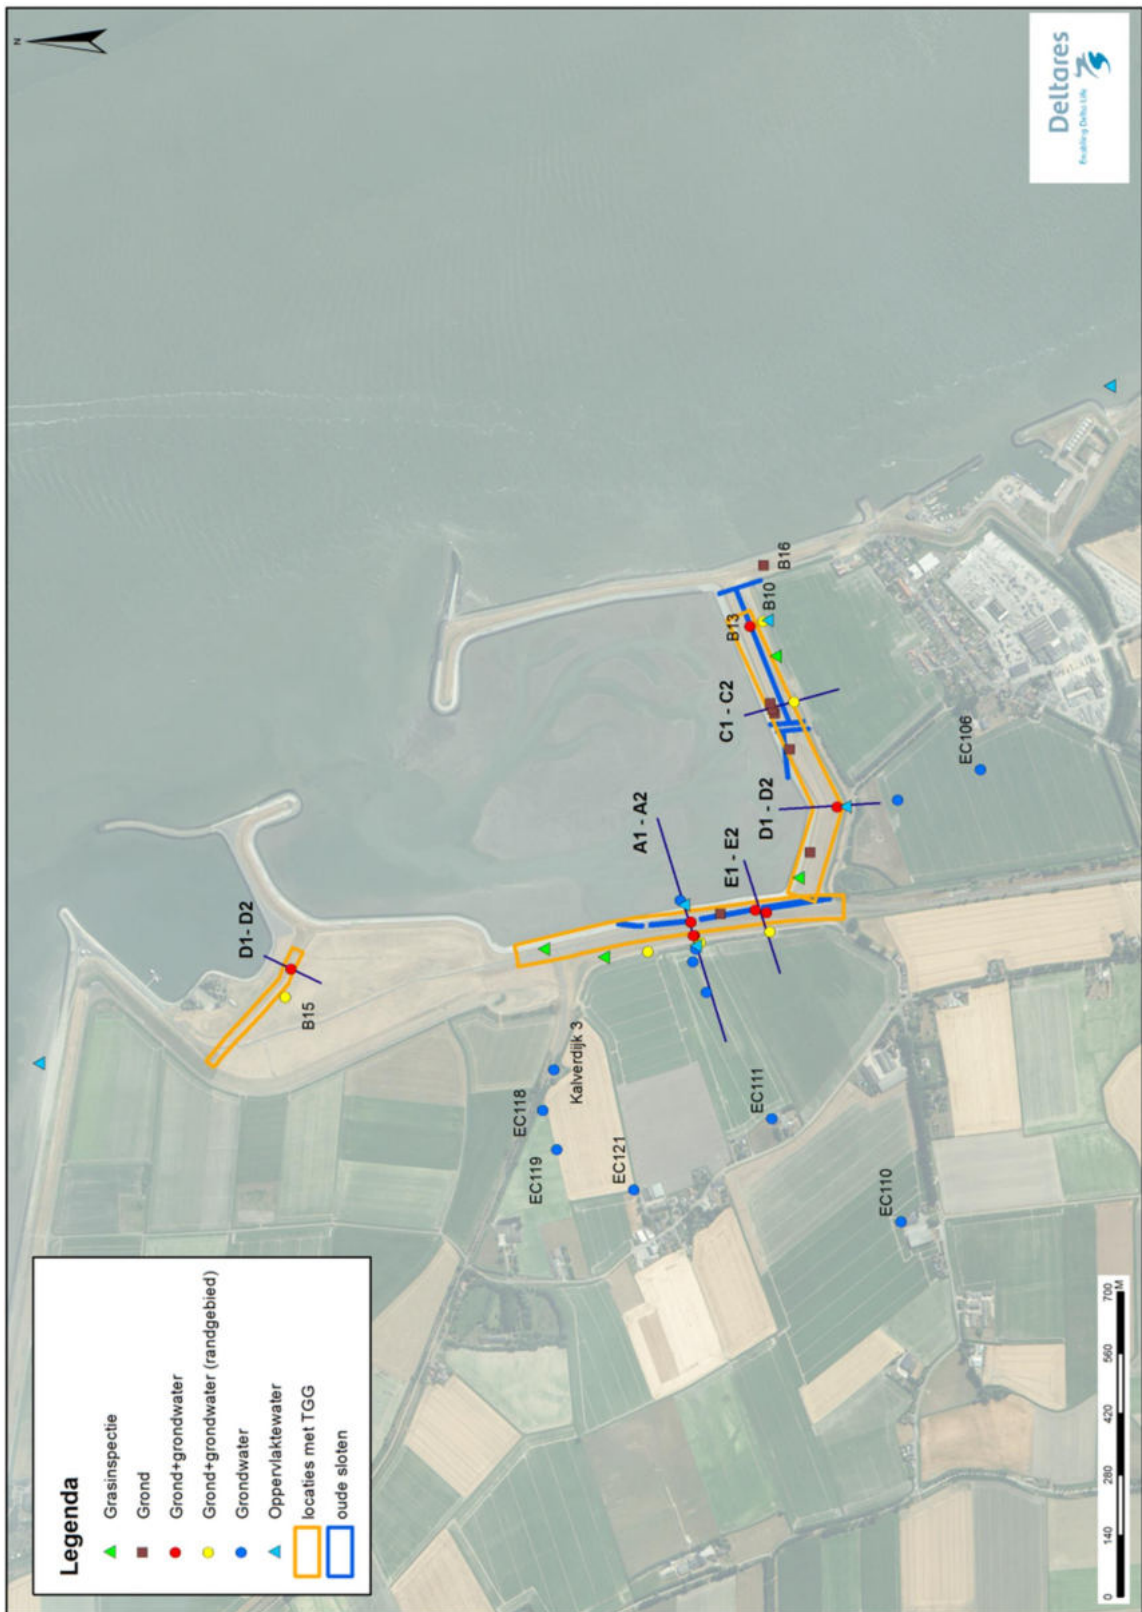 N
Deltares
Enabling Delta Life
D1- D2
B15
A1 - A2
E1 - E2
D1 - D2
C1 - C2
B13
B10
B16
EC106
Kalverdijk 3
EC118
EC119
EC121
EC111
EC110
Legenda
Grasinspectie
Grond
Grond+grondwater
Grond+grondwater (randgebied)
Grondwater
Oppervlaktewater
locaties met TGG
oude sloten
0 140 280 420 560 700
M